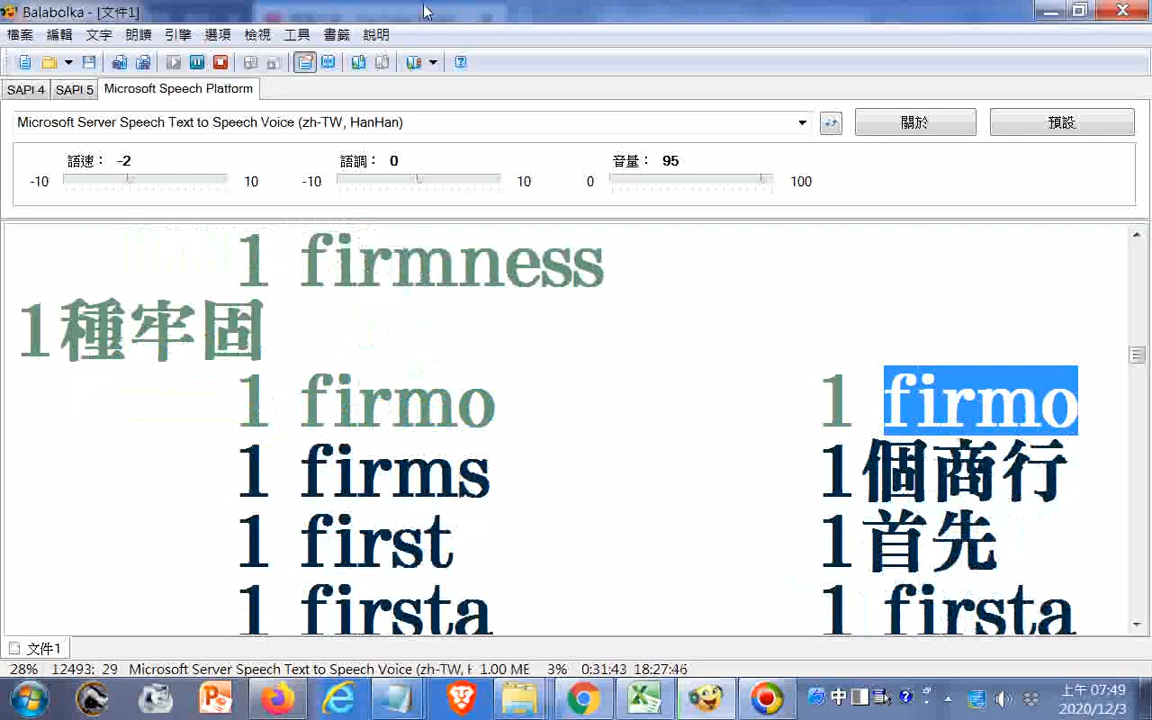 Balabolka - [文件1]
檔案 編輯 文字 朗讀 引擎 選項 檢視 工具 書籤 說明
SAPI 4 SAPI 5 Microsoft Speech Platform
Microsoft Server Speech Text to Speech Voice (zh-TW, HanHan) 關於 預設
語速： -2 語調： 0 音量： 95
-10 10 -10 10 0 100
1 firmness
1種牢固
1 firmo 1 firmo
1 firms 1個商行
1 first 1首先
1 firsta 1 firsta
文件1
28% 12493: 29 Microsoft Server Speech Text to Speech Voice (zh-TW, 1.00 ME 3% 0:31:43 18:27:46
中 上午 07:49
2020/12/3